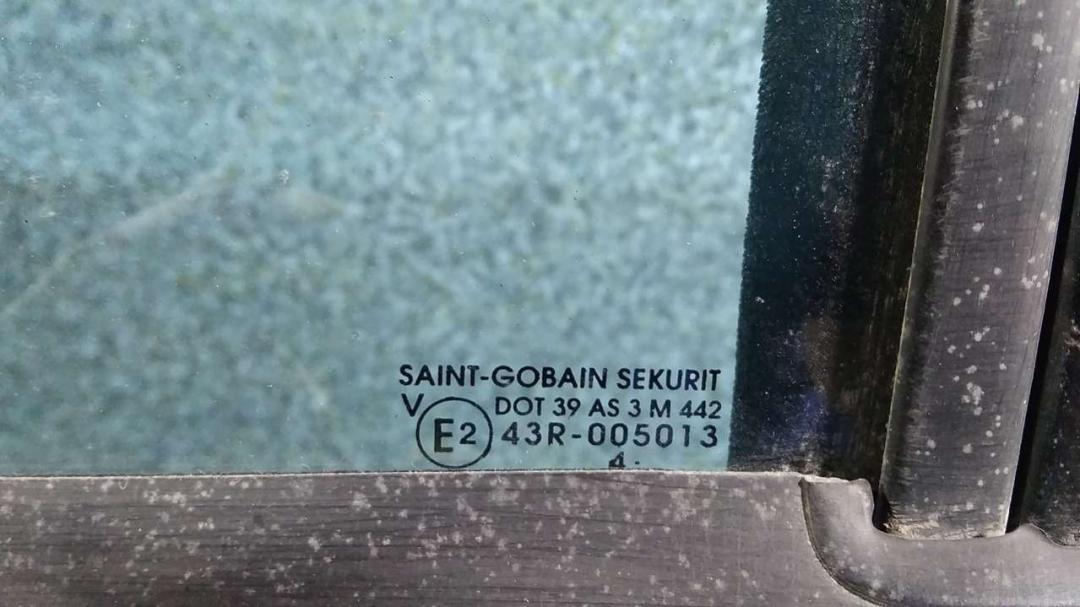 SAINT-GOBAIN SEKURIT
V DOT 39 AS 3 M 442
E2 43R-005013
4.